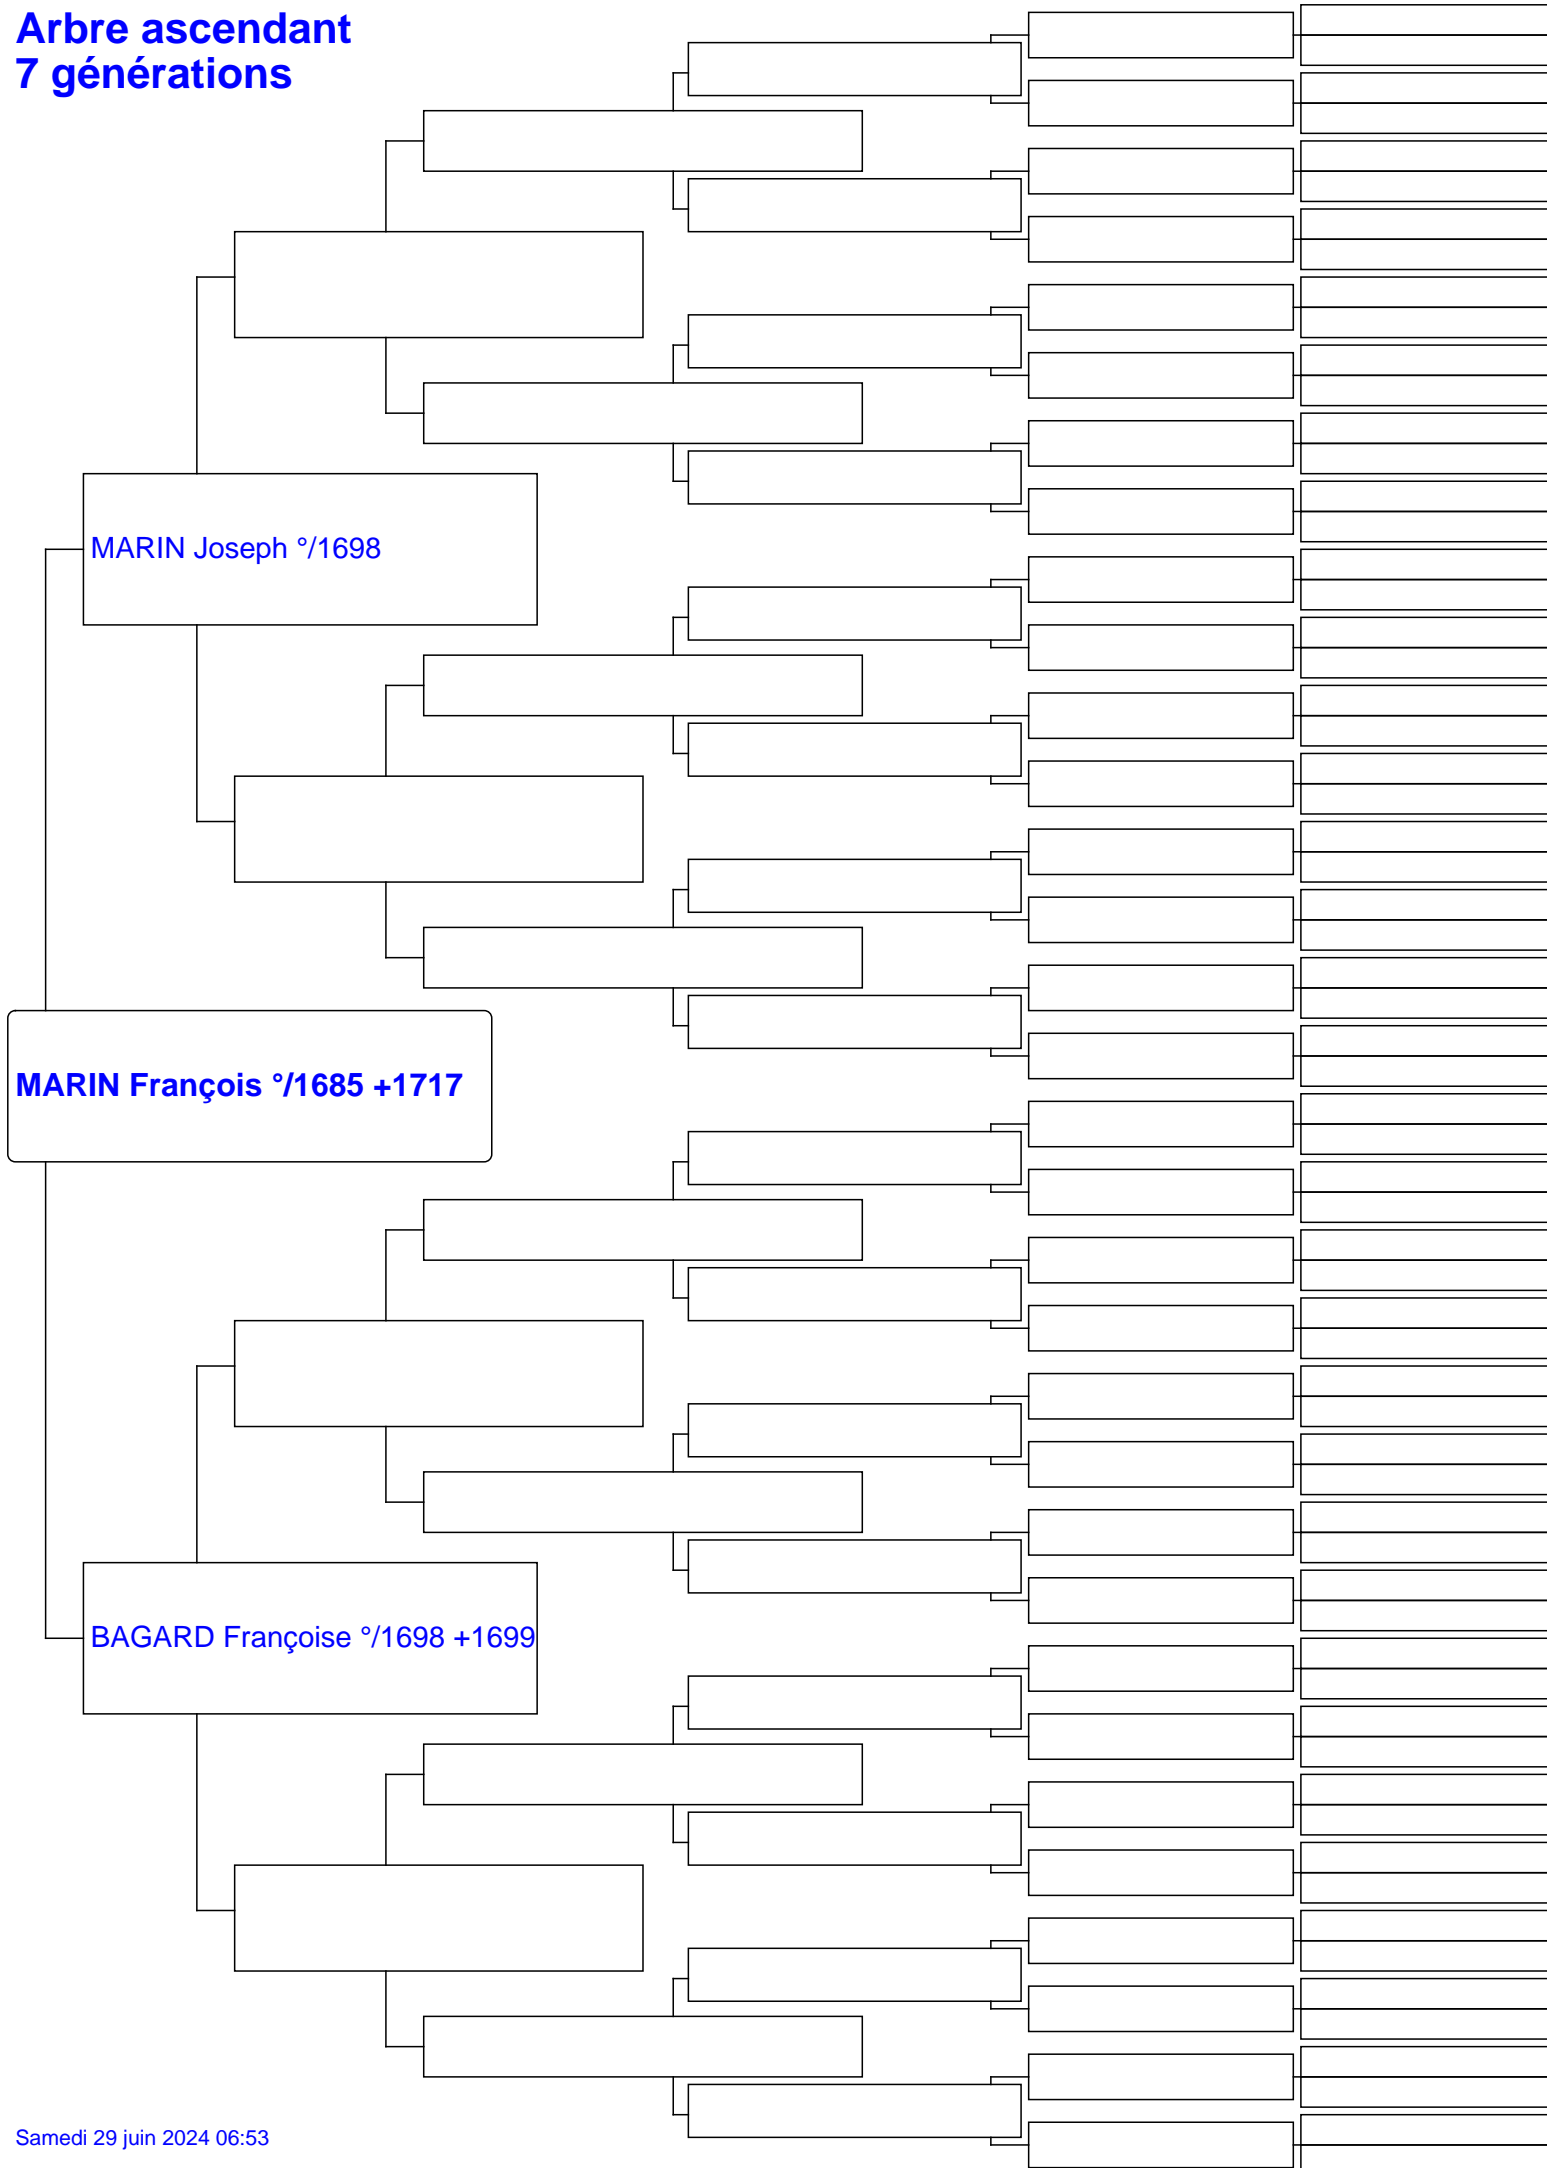 Arbre ascendant
7 générations
MARIN Joseph °/1698
MARIN François °/1685 +1717
BAGARD Françoise °/1698 +1699
Samedi 29 juin 2024 06:53